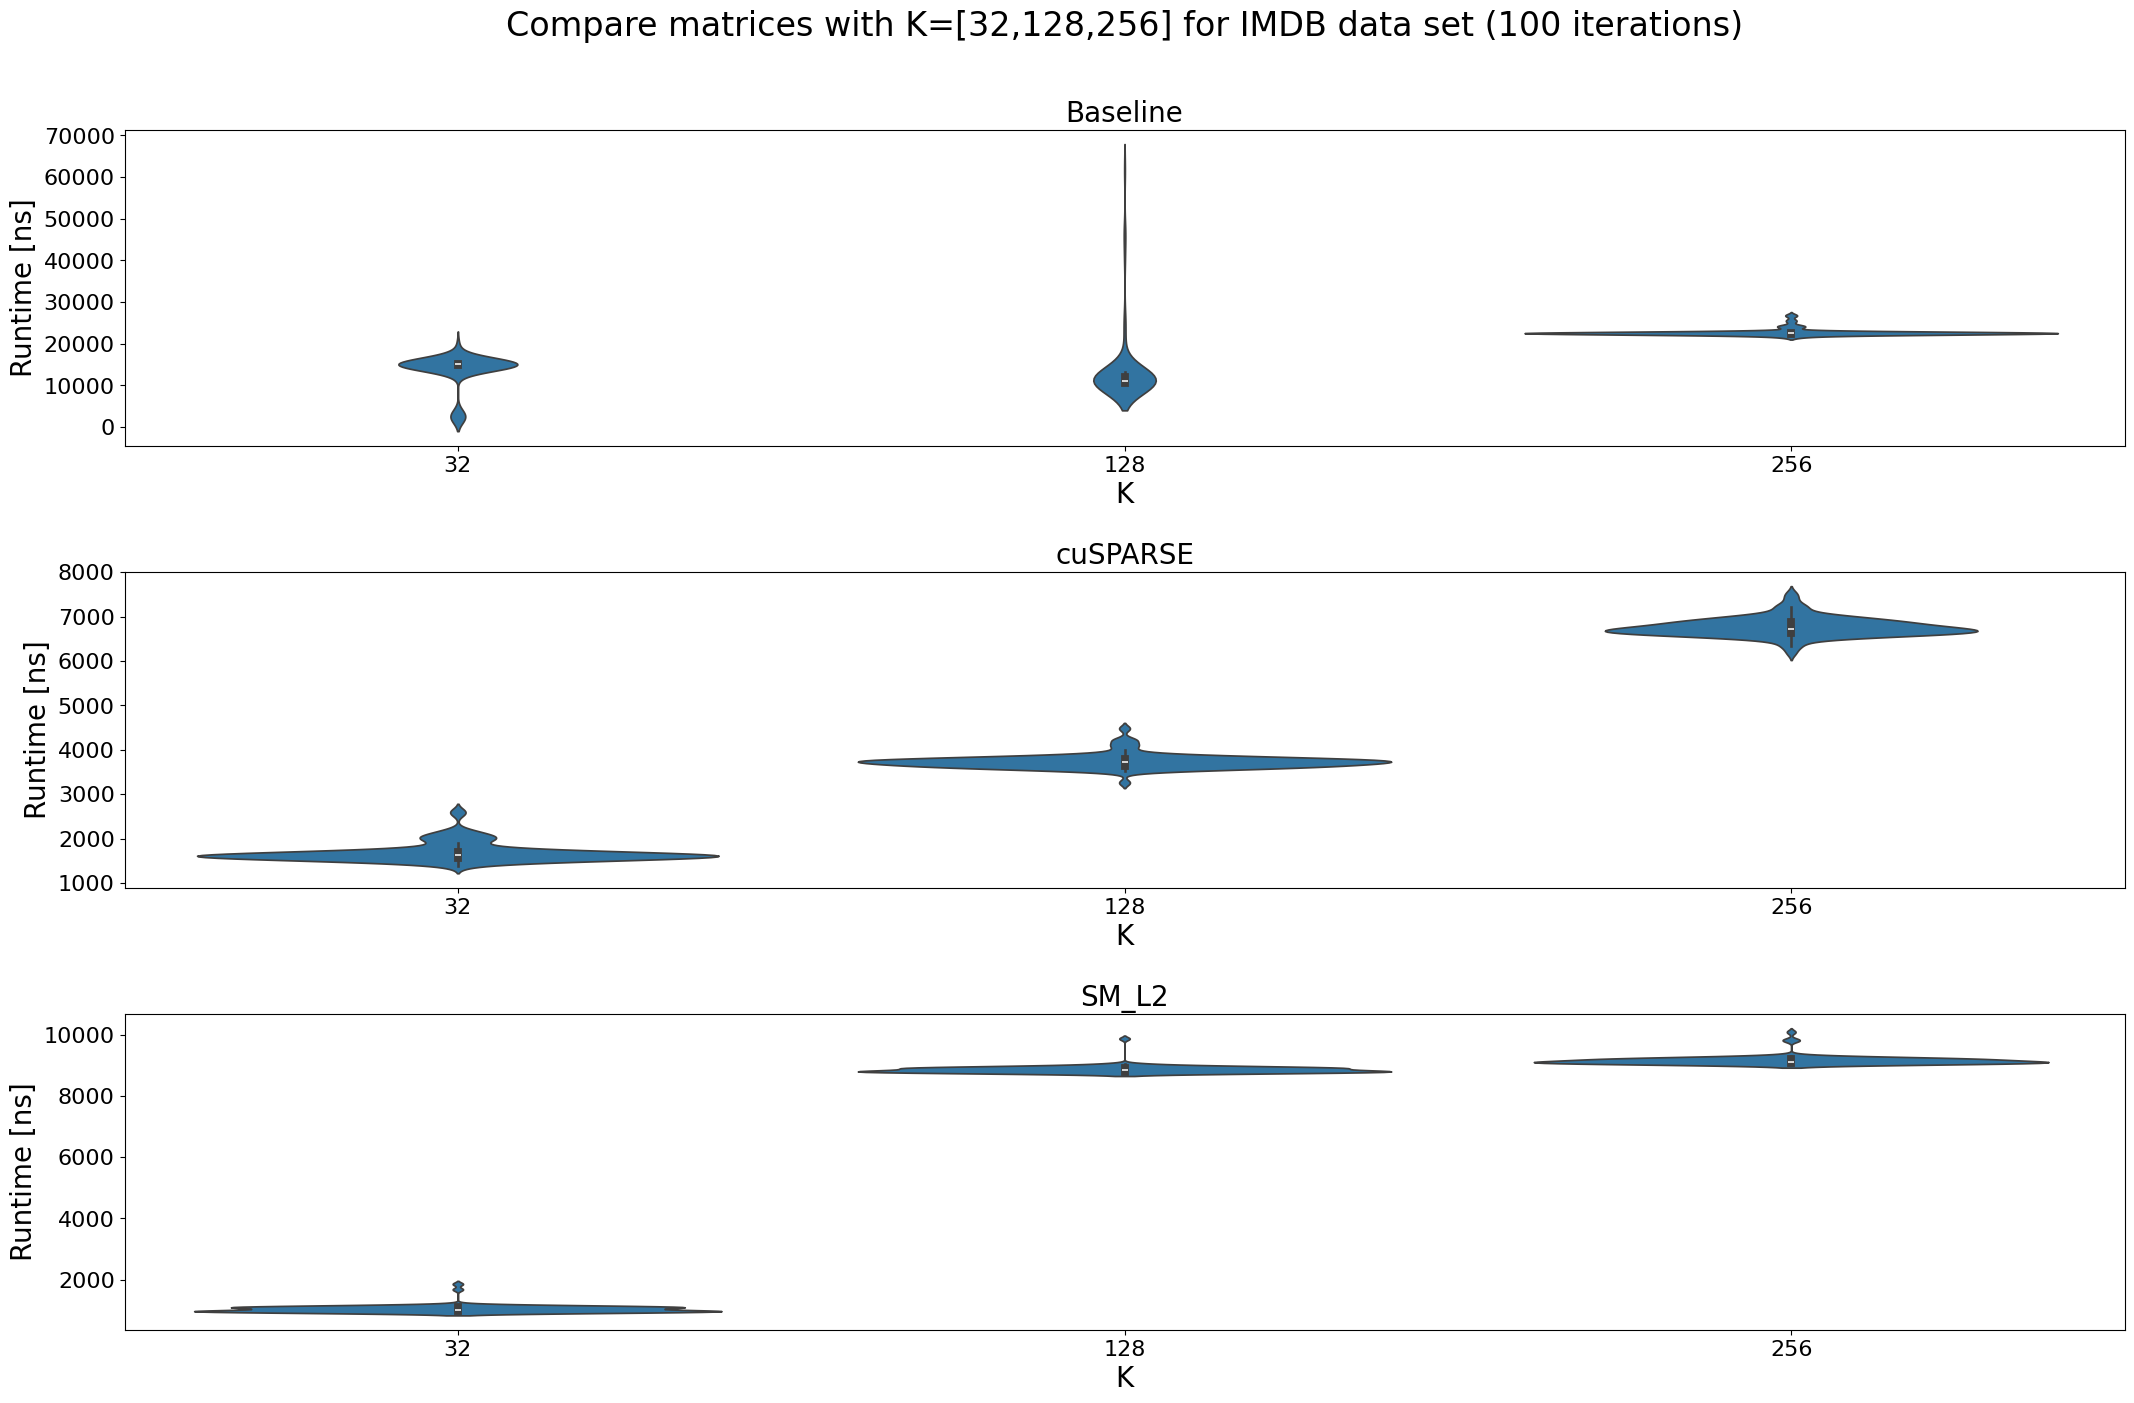 Compare matrices with K=[32,128,256] for IMDB data set (100 iterations)
Baseline
Runtime [ns]
70000
60000
50000
40000
30000
20000
10000
0
32 128 256
K
cuSPARSE
Runtime [ns]
8000
7000
6000
5000
4000
3000
2000
1000
32 128 256
K
SM_L2
Runtime [ns]
10000
8000
6000
4000
2000
32 128 256
K